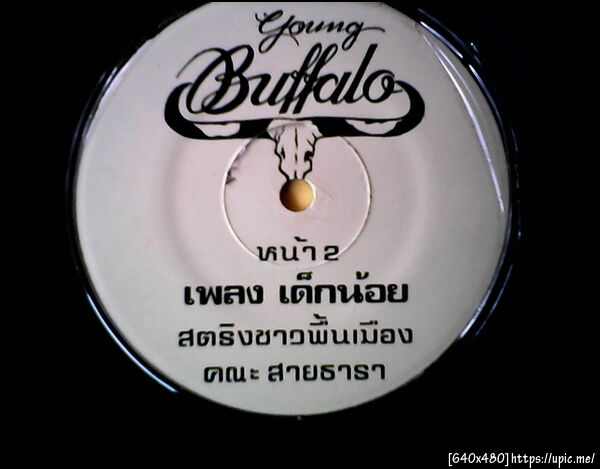 Young
Buffalo
หน้า 2
เพลง เด็กน้อย
สตริงชาวพื้นเมือง
คณะ สายธารา
[640x480]https://upic.me/